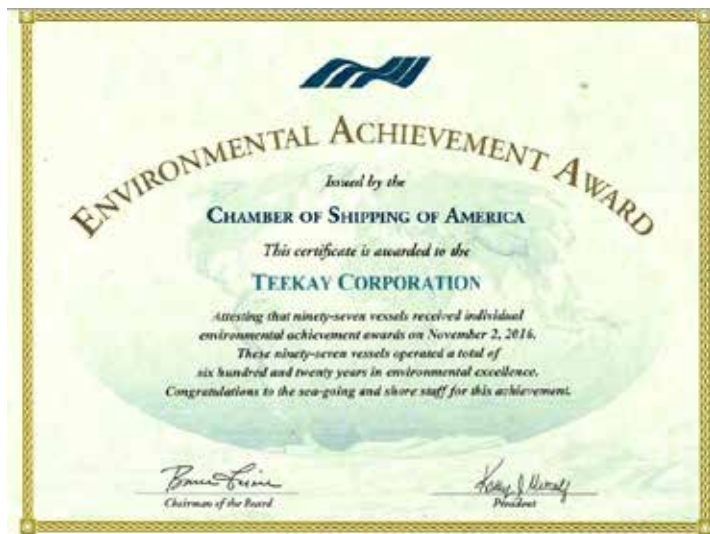 ENVIRONMENTAL ACHIEVEMENT AWARD
Issued by the
CHAMBER OF SHIPPING OF AMERICA
This certificate is awarded to the
TEEKAY CORPORATION
Attesting that ninety-seven vessels received individual
environmental achievement awards on November 2, 2016.
These ninety-seven vessels operated a total of
six hundred and twenty years in environmental excellence.
Congratulations to the sea-going and shore staff for this achievement.
Chairman of the Board
President